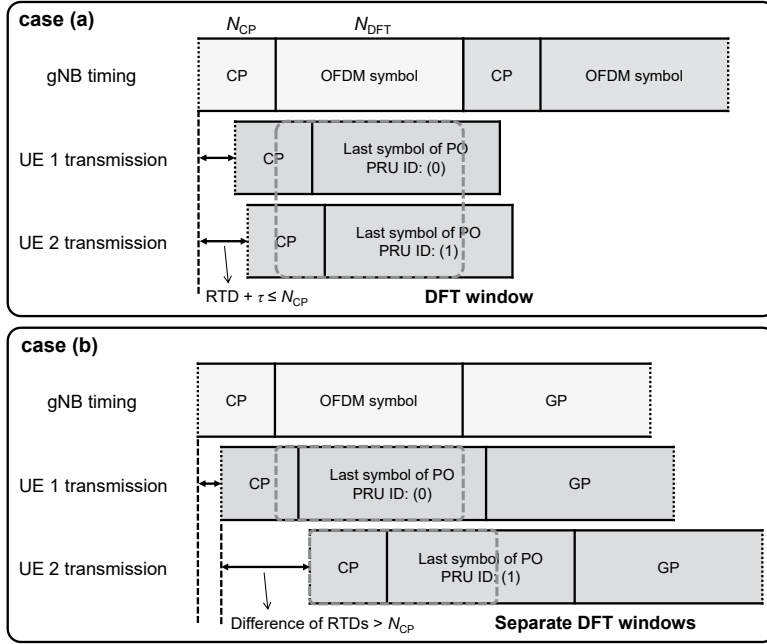 case (a)
N_CP N_DFT
gNB timing CP OFDM symbol CP OFDM symbol
UE 1 transmission CP Last symbol of PO
PRU ID: (0)
UE 2 transmission CP Last symbol of PO
PRU ID: (1)
RTD + τ ≤ N_CP DFT window
case (b)
gNB timing CP OFDM symbol GP
UE 1 transmission CP Last symbol of PO
PRU ID: (0) GP
UE 2 transmission CP Last symbol of PO
PRU ID: (1) GP
Difference of RTDs > N_CP Separate DFT windows